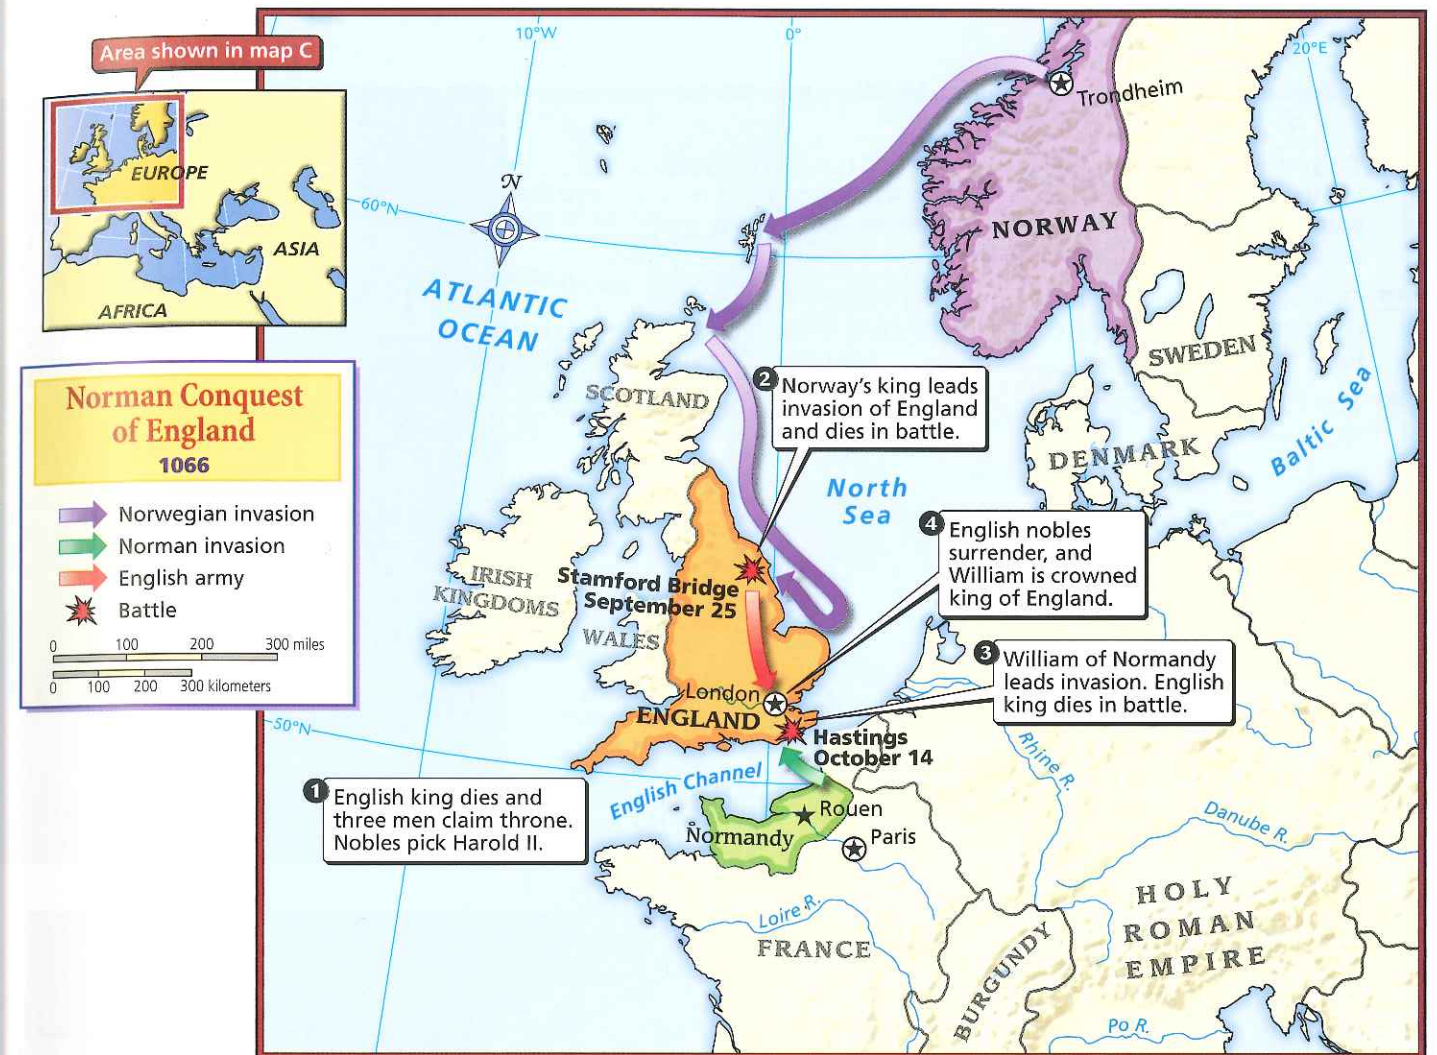 Area shown in map C
EUROPE
ASIA
AFRICA
Norman Conquest
of England
1066
Norwegian invasion
Norman invasion
English army
Battle
0 100 200 300 miles
0 100 200 300 kilometers
10°W
0°
20°E
60°N
50°N
N
Trondheim
NORWAY
ATLANTIC
OCEAN
SWEDEN
SCOTLAND
2 Norway's king leads
invasion of England
and dies in battle.
DENMARK
Baltic Sea
North
Sea
4 English nobles
surrender, and
William is crowned
king of England.
IRISH
KINGDOMS
Stamford Bridge
September 25
WALES
3 William of Normandy
leads invasion. English
king dies in battle.
London
ENGLAND
Hastings
October 14
English Channel
1 English king dies and
three men claim throne.
Nobles pick Harold II.
Rouen
Normandy
Paris
Rhine R.
Danube R.
Loire R.
FRANCE
BURGUNDY
HOLY
ROMAN
EMPIRE
Po R.